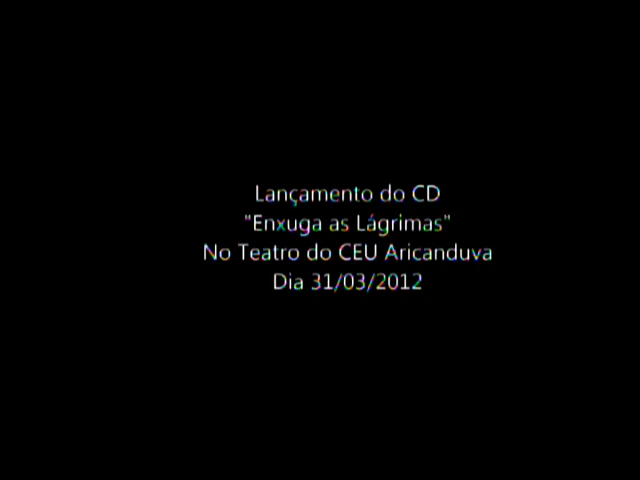 Lançamento do CD
"Enxuga as Lágrimas"
No Teatro do CEU Aricanduva
Dia 31/03/2012